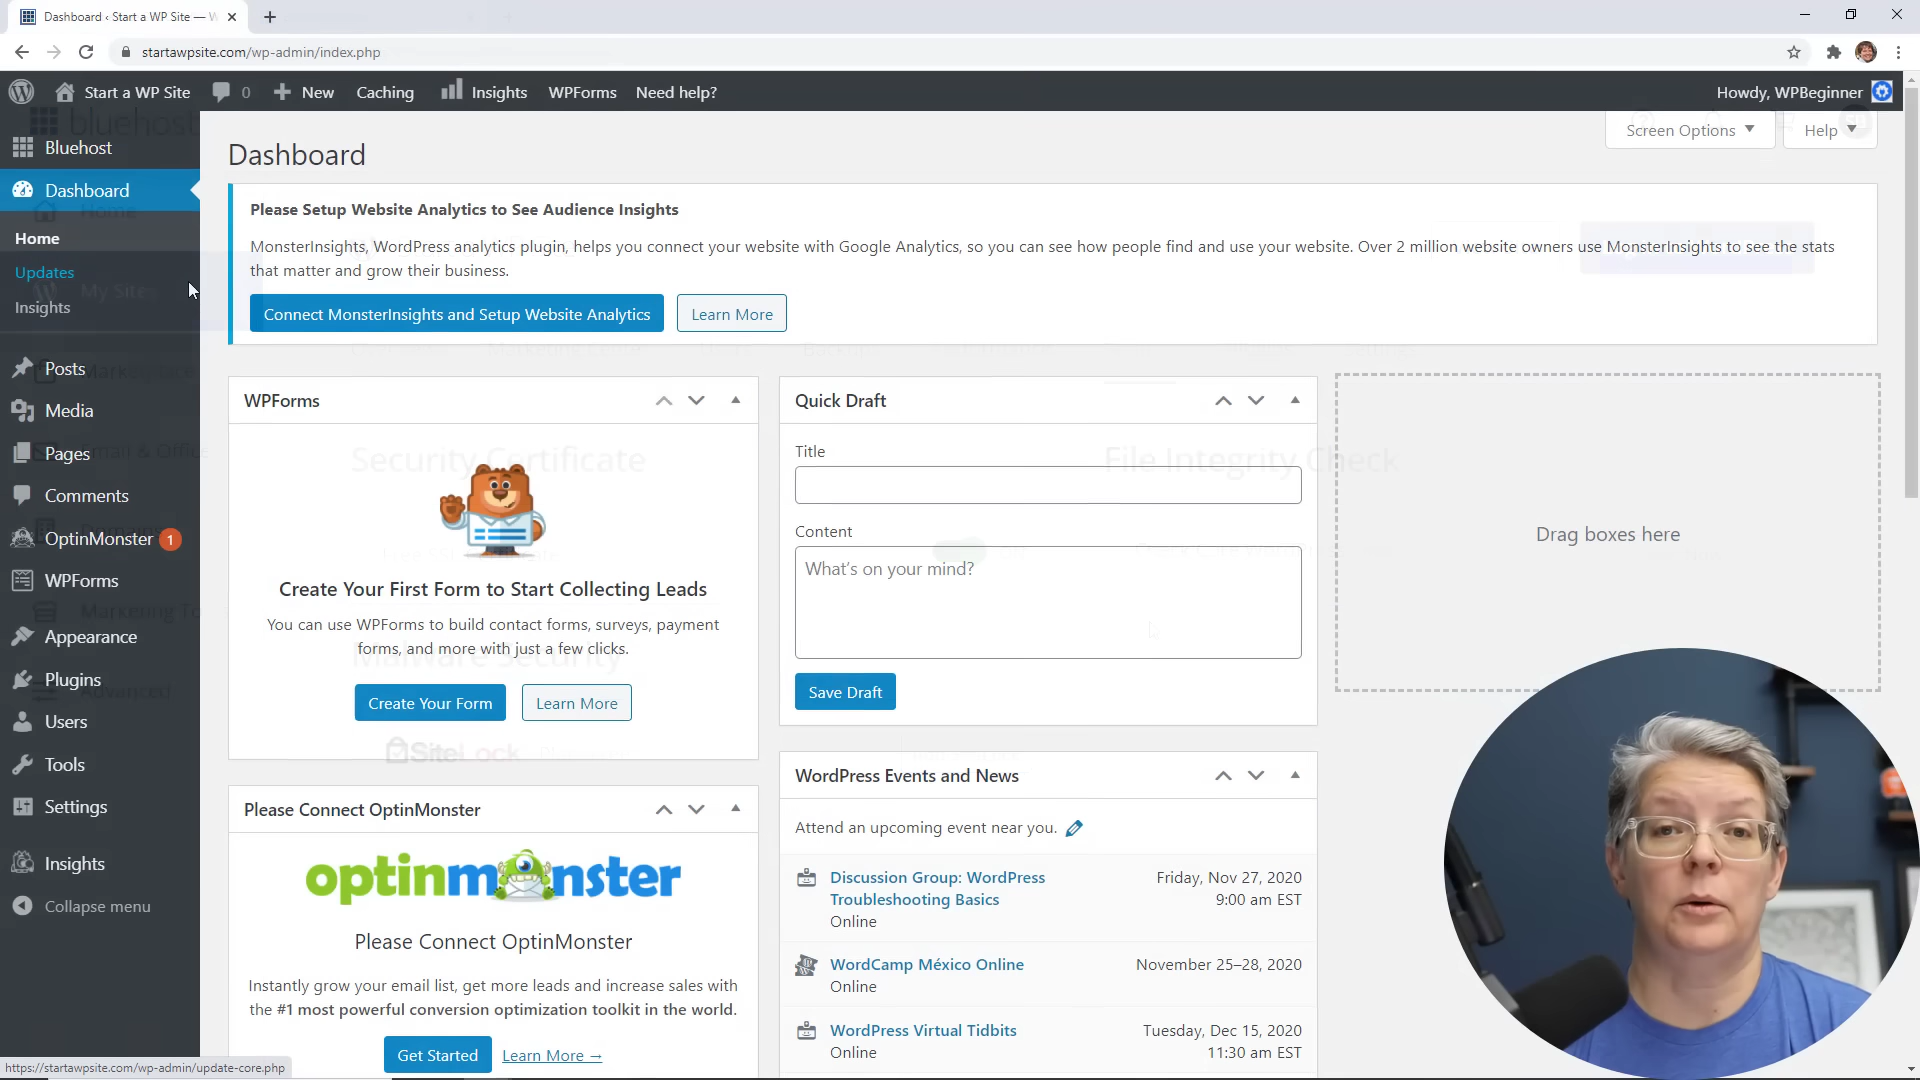 Dashboard ‹ Start a WP Site — W
startawpsite.com/wp-admin/index.php
Start a WP Site
0
New
Caching
Insights
WPForms
Need help?
Howdy, WPBeginner
bluehost
Bluehost
Dashboard
Home
Home
Updates
My Sites
Insights
Posts
Media
Pages
Email & Office
Comments
Domains
OptinMonster 1
WPForms
Marketing To
Appearance
Plugins
Advanced
Users
Tools
Settings
Insights
Collapse menu
Dashboard
Screen Options
Help
Please Setup Website Analytics to See Audience Insights
MonsterInsights, WordPress analytics plugin, helps you connect your website with Google Analytics, so you can see how people find and use your website. Over 2 million website owners use MonsterInsights to see the stats
that matter and grow their business.
Connect MonsterInsights and Setup Website Analytics
Learn More
WPForms
Security Certificate
Create Your First Form to Start Collecting Leads
You can use WPForms to build contact forms, surveys, payment
forms, and more with just a few clicks.
Malware Security
Create Your Form
Learn More
SiteLock
Please Connect OptinMonster
optinmonster
Please Connect OptinMonster
Instantly grow your email list, get more leads and increase sales with
the #1 most powerful conversion optimization toolkit in the world.
Get Started
Learn More →
Quick Draft
Title
File Integrity Check
Content
What's on your mind?
Save Draft
WordPress Events and News
Attend an upcoming event near you.
Discussion Group: WordPress
Troubleshooting Basics
Online
Friday, Nov 27, 2020
9:00 am EST
WordCamp México Online
Online
November 25–28, 2020
WordPress Virtual Tidbits
Online
Tuesday, Dec 15, 2020
11:30 am EST
Drag boxes here
https://startawpsite.com/wp-admin/update-core.php